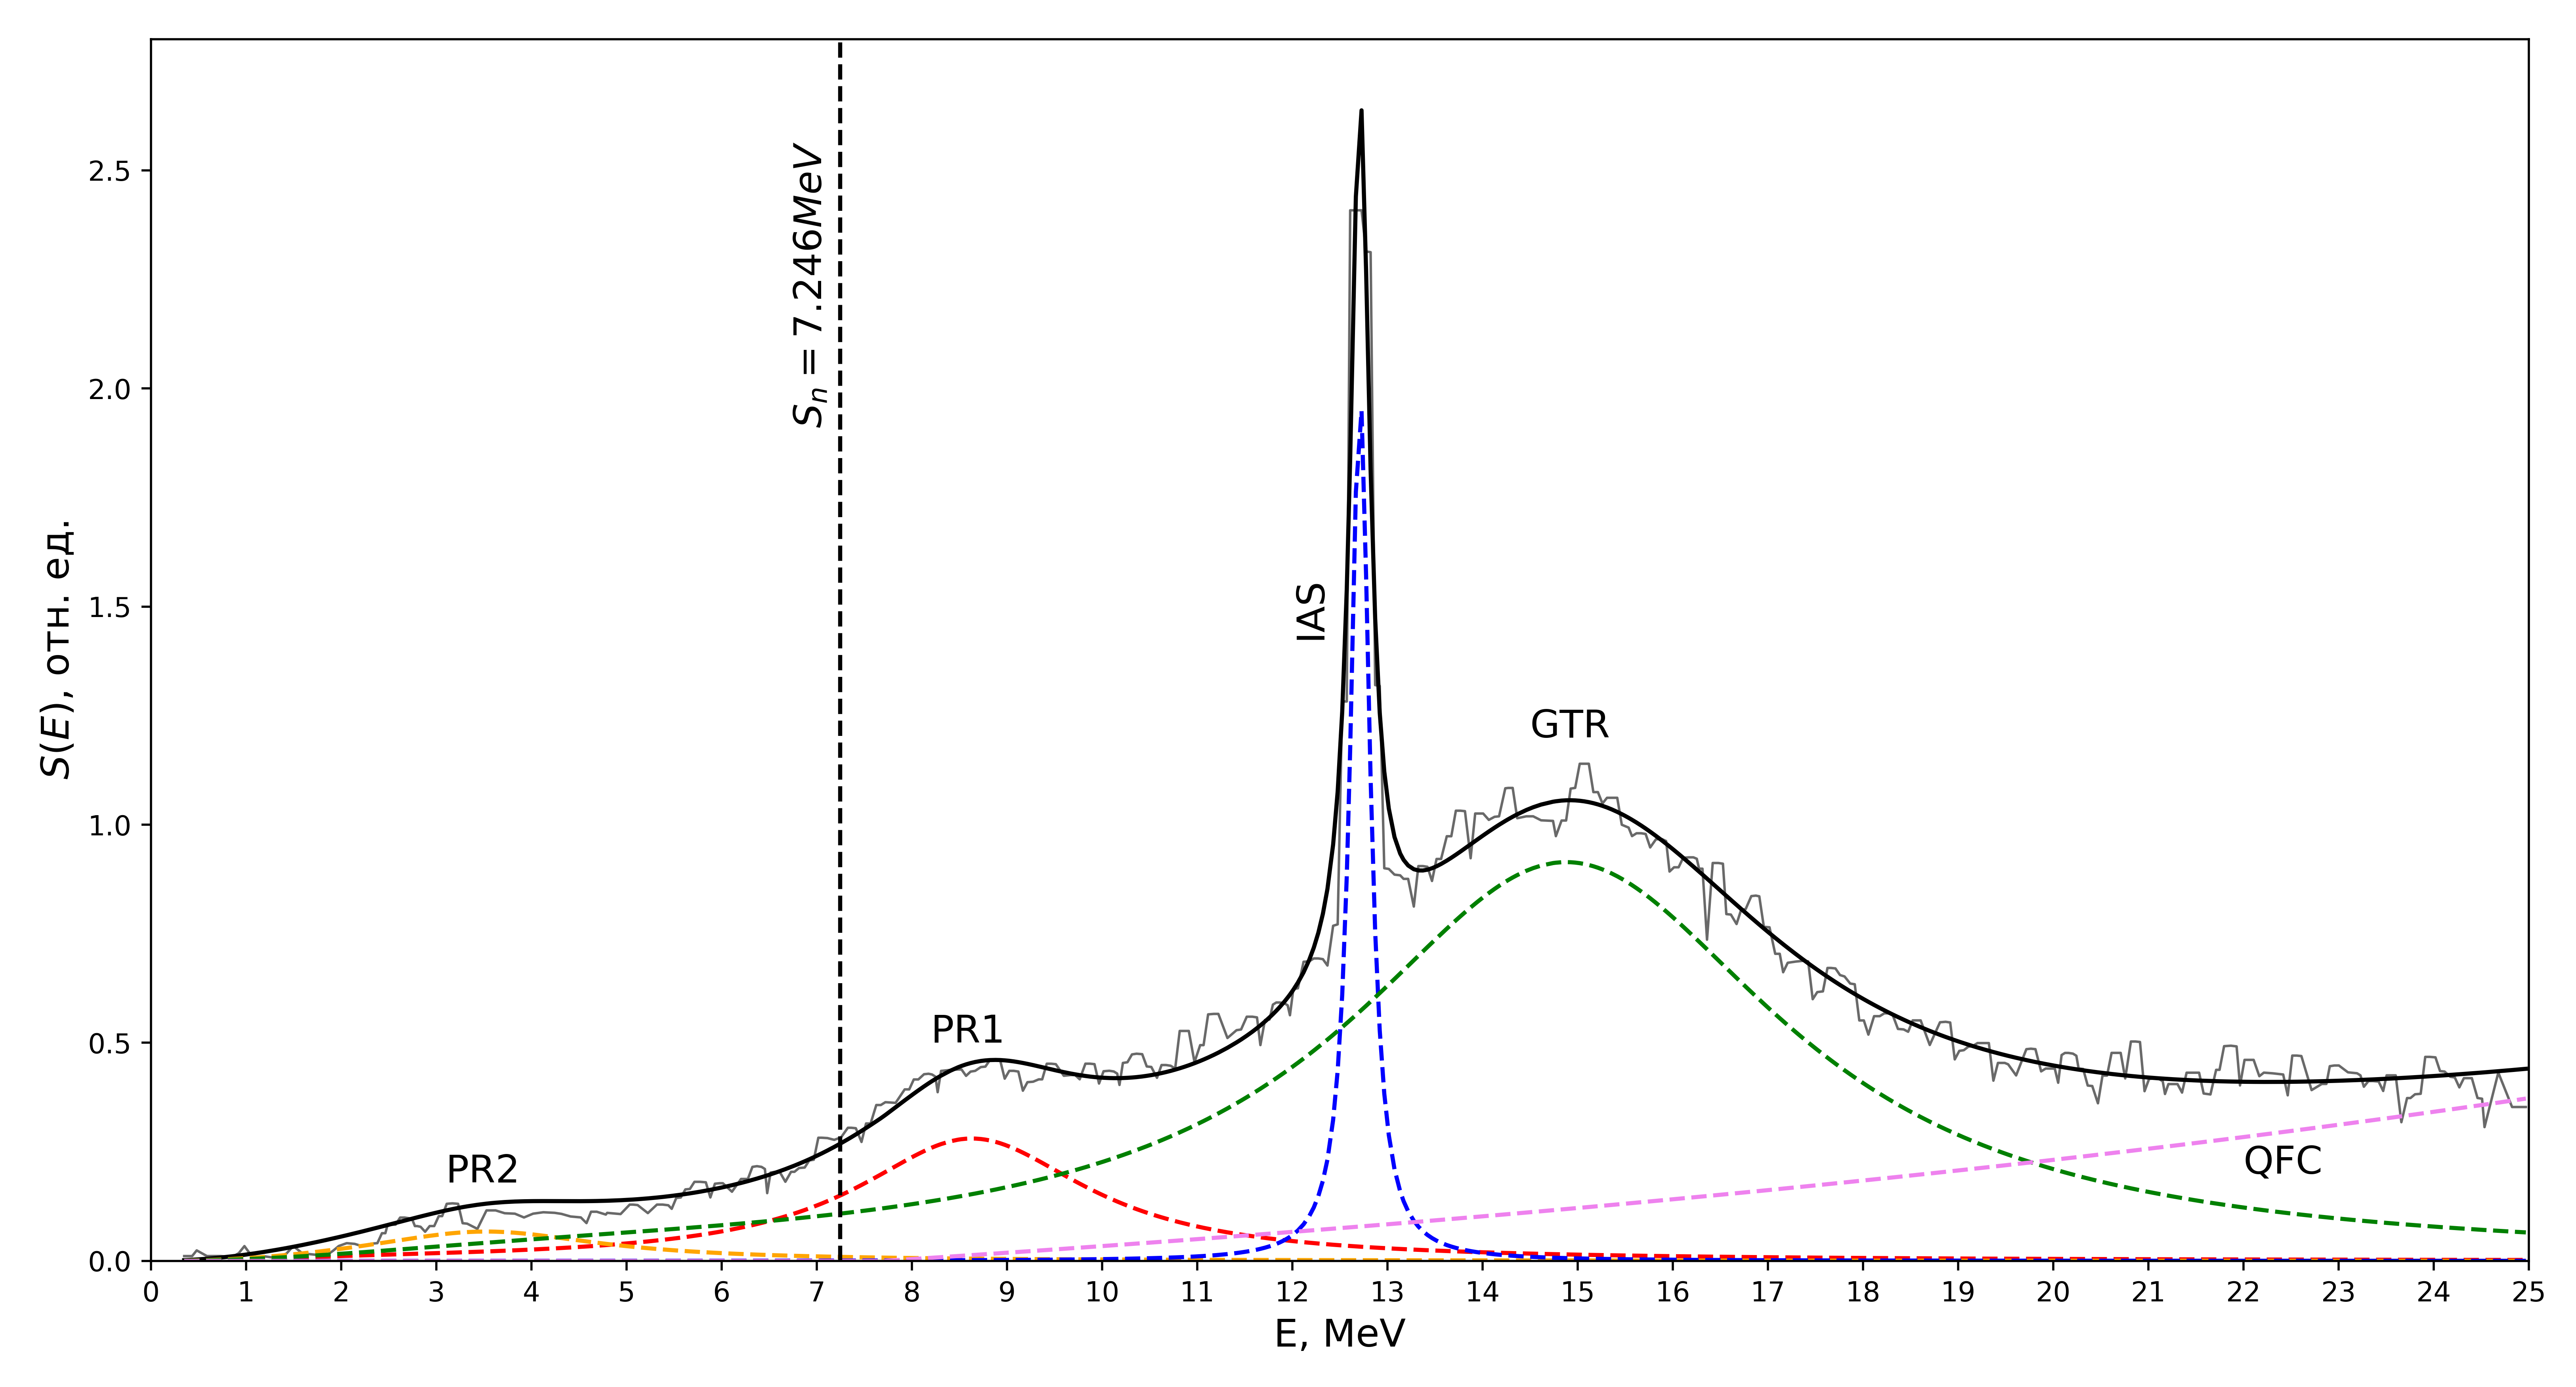 S(E), отн. ед.
2.5
2.0
1.5
1.0
0.5
0.0
Sₙ = 7.246MeV
IAS
GTR
PR1
PR2
QFC
0 1 2 3 4 5 6 7 8 9 10 11 12 13 14 15 16 17 18 19 20 21 22 23 24 25
E, MeV